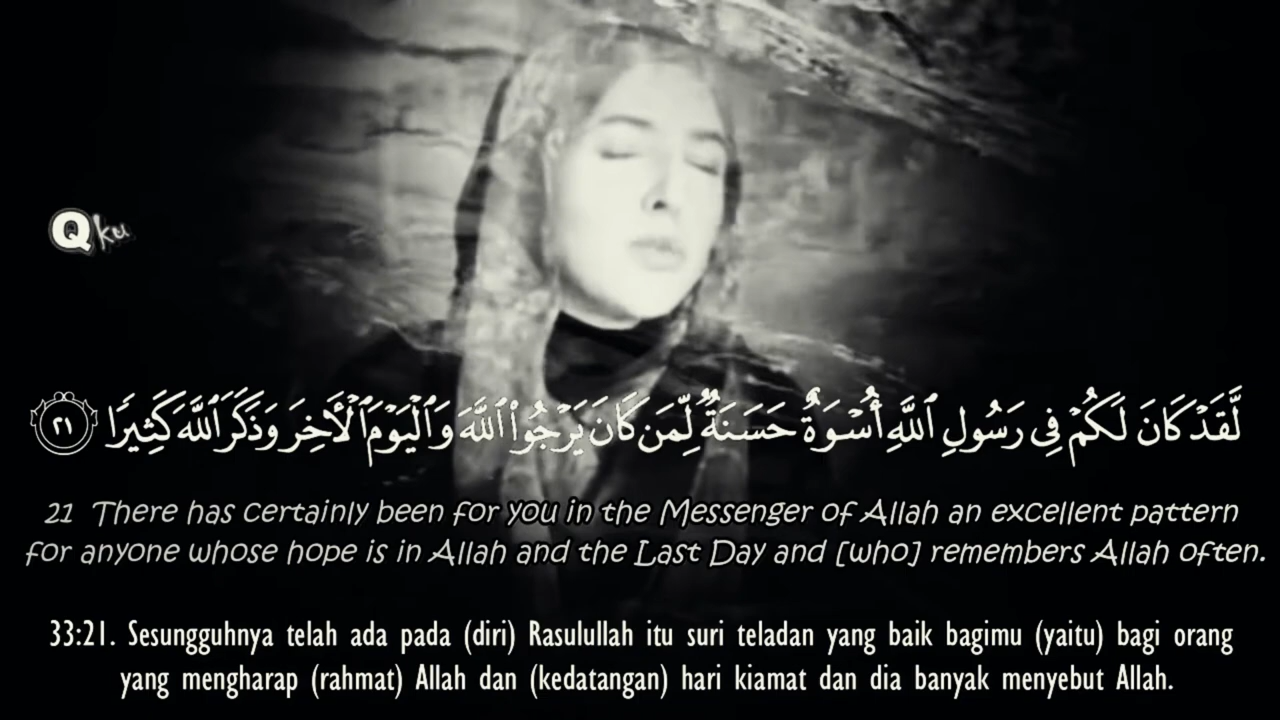 Qku
لَّقَدْ كَانَ لَكُمْ فِى رَسُولِ ٱللَّهِ أُسْوَةٌ حَسَنَةٌ لِّمَن كَانَ يَرْجُوا۟ ٱللَّهَ وَٱلْيَوْمَ ٱلْءَاخِرَ وَذَكَرَ ٱللَّهَ كَثِيرًا ٢١
21 There has certainly been for you in the Messenger of Allah an excellent pattern
for anyone whose hope is in Allah and the Last Day and [who] remembers Allah often.
33:21. Sesungguhnya telah ada pada (diri) Rasulullah itu suri teladan yang baik bagimu (yaitu) bagi orang
yang mengharap (rahmat) Allah dan (kedatangan) hari kiamat dan dia banyak menyebut Allah.